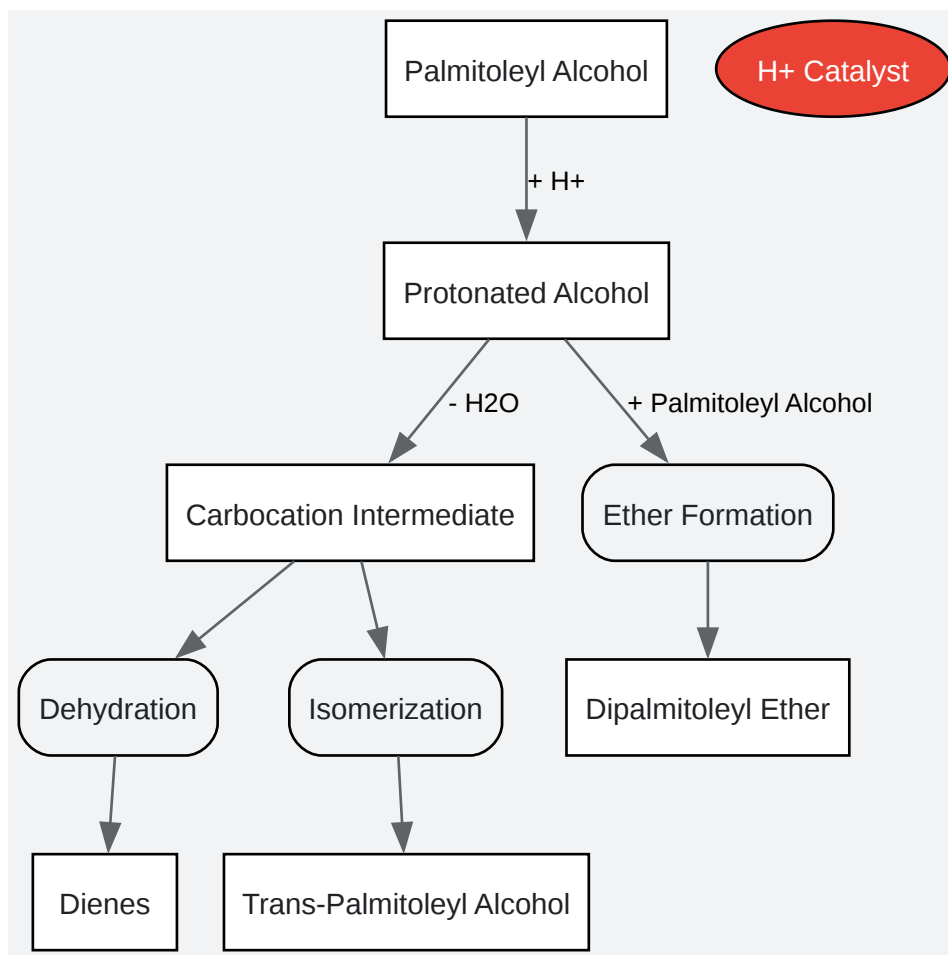 Palmitoleyl Alcohol
H+ Catalyst
+ H+
Protonated Alcohol
- H2O
+ Palmitoleyl Alcohol
Carbocation Intermediate
Ether Formation
Dehydration
Isomerization
Dipalmitoleyl Ether
Dienes
Trans-Palmitoleyl Alcohol